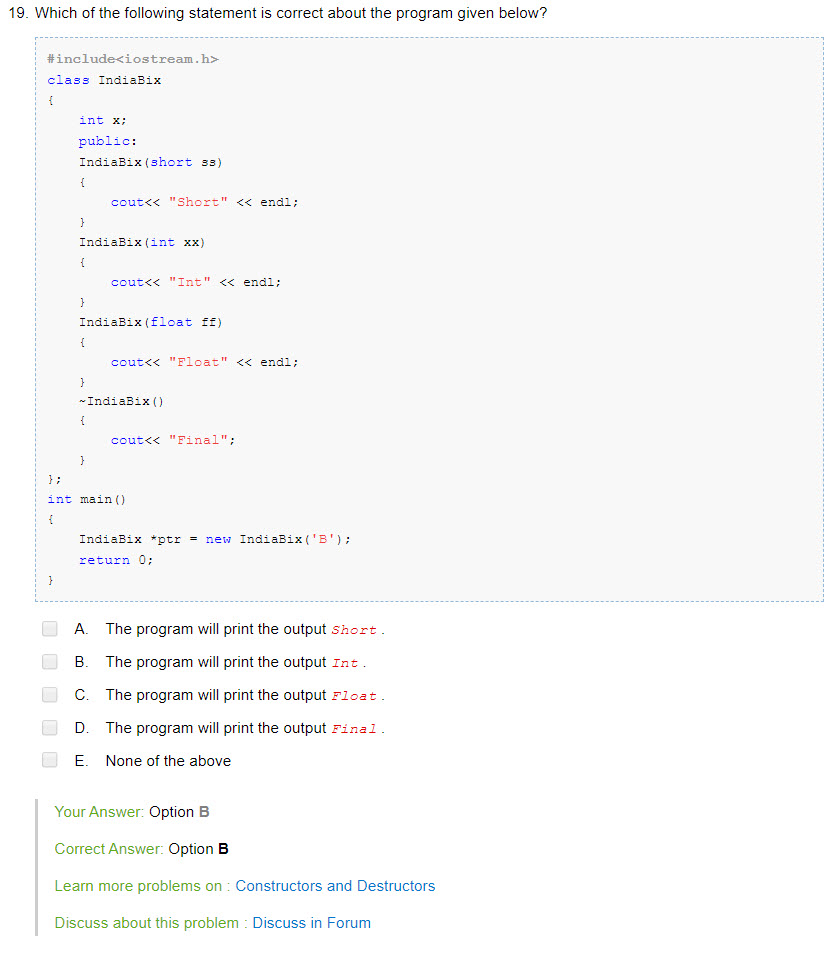 19. Which of the following statement is correct about the program given below?
#include<iostream.h>
class IndiaBix
{
    int x;
    public:
    IndiaBix(short ss)
    {
        cout<< "Short" << endl;
    }
    IndiaBix(int xx)
    {
        cout<< "Int" << endl;
    }
    IndiaBix(float ff)
    {
        cout<< "Float" << endl;
    }
    ~IndiaBix()
    {
        cout<< "Final";
    }
};
int main()
{
    IndiaBix *ptr = new IndiaBix('B');
    return 0;
}
A. The program will print the output Short .
B. The program will print the output Int .
C. The program will print the output Float .
D. The program will print the output Final .
E. None of the above
Your Answer: Option B
Correct Answer: Option B
Learn more problems on : Constructors and Destructors
Discuss about this problem : Discuss in Forum